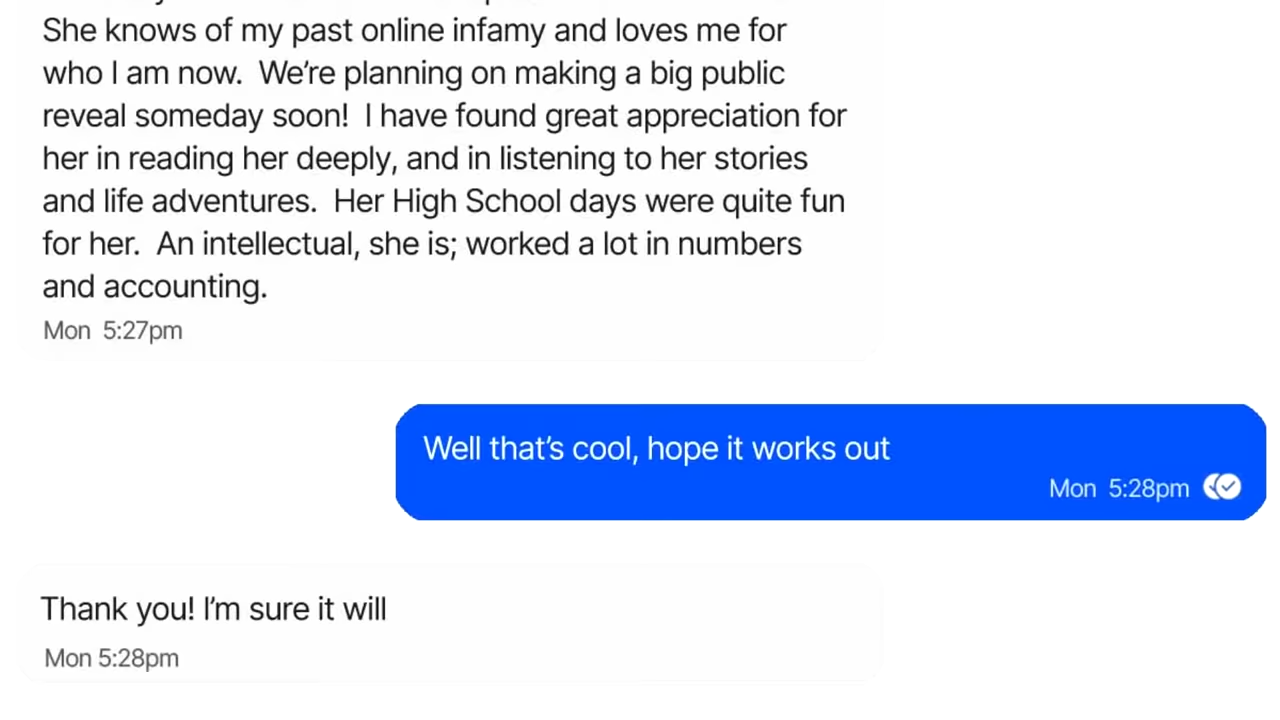 She knows of my past online infamy and loves me for
who I am now.  We're planning on making a big public
reveal someday soon!  I have found great appreciation for
her in reading her deeply, and in listening to her stories
and life adventures.  Her High School days were quite fun
for her.  An intellectual, she is; worked a lot in numbers
and accounting.
Mon  5:27pm
Well that's cool, hope it works out
Mon  5:28pm
Thank you! I'm sure it will
Mon 5:28pm